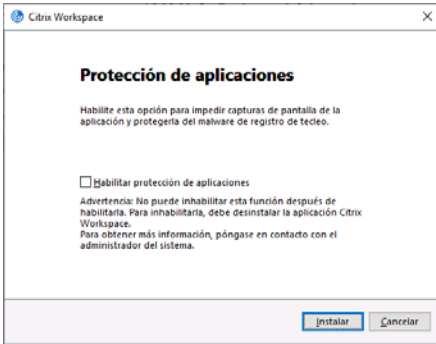 Citrix Workspace
Protección de aplicaciones
Habilite esta opción para impedir capturas de pantalla de la
aplicación y protegerla del malware de registro de tecleo.
Habilitar protección de aplicaciones
Advertencia: No puede inhabilitar esta función después de
habilitarla. Para inhabilitarla, debe desinstalar la aplicación Citrix
Workspace.
Para obtener más información, póngase en contacto con el
administrador del sistema.
Instalar Cancelar